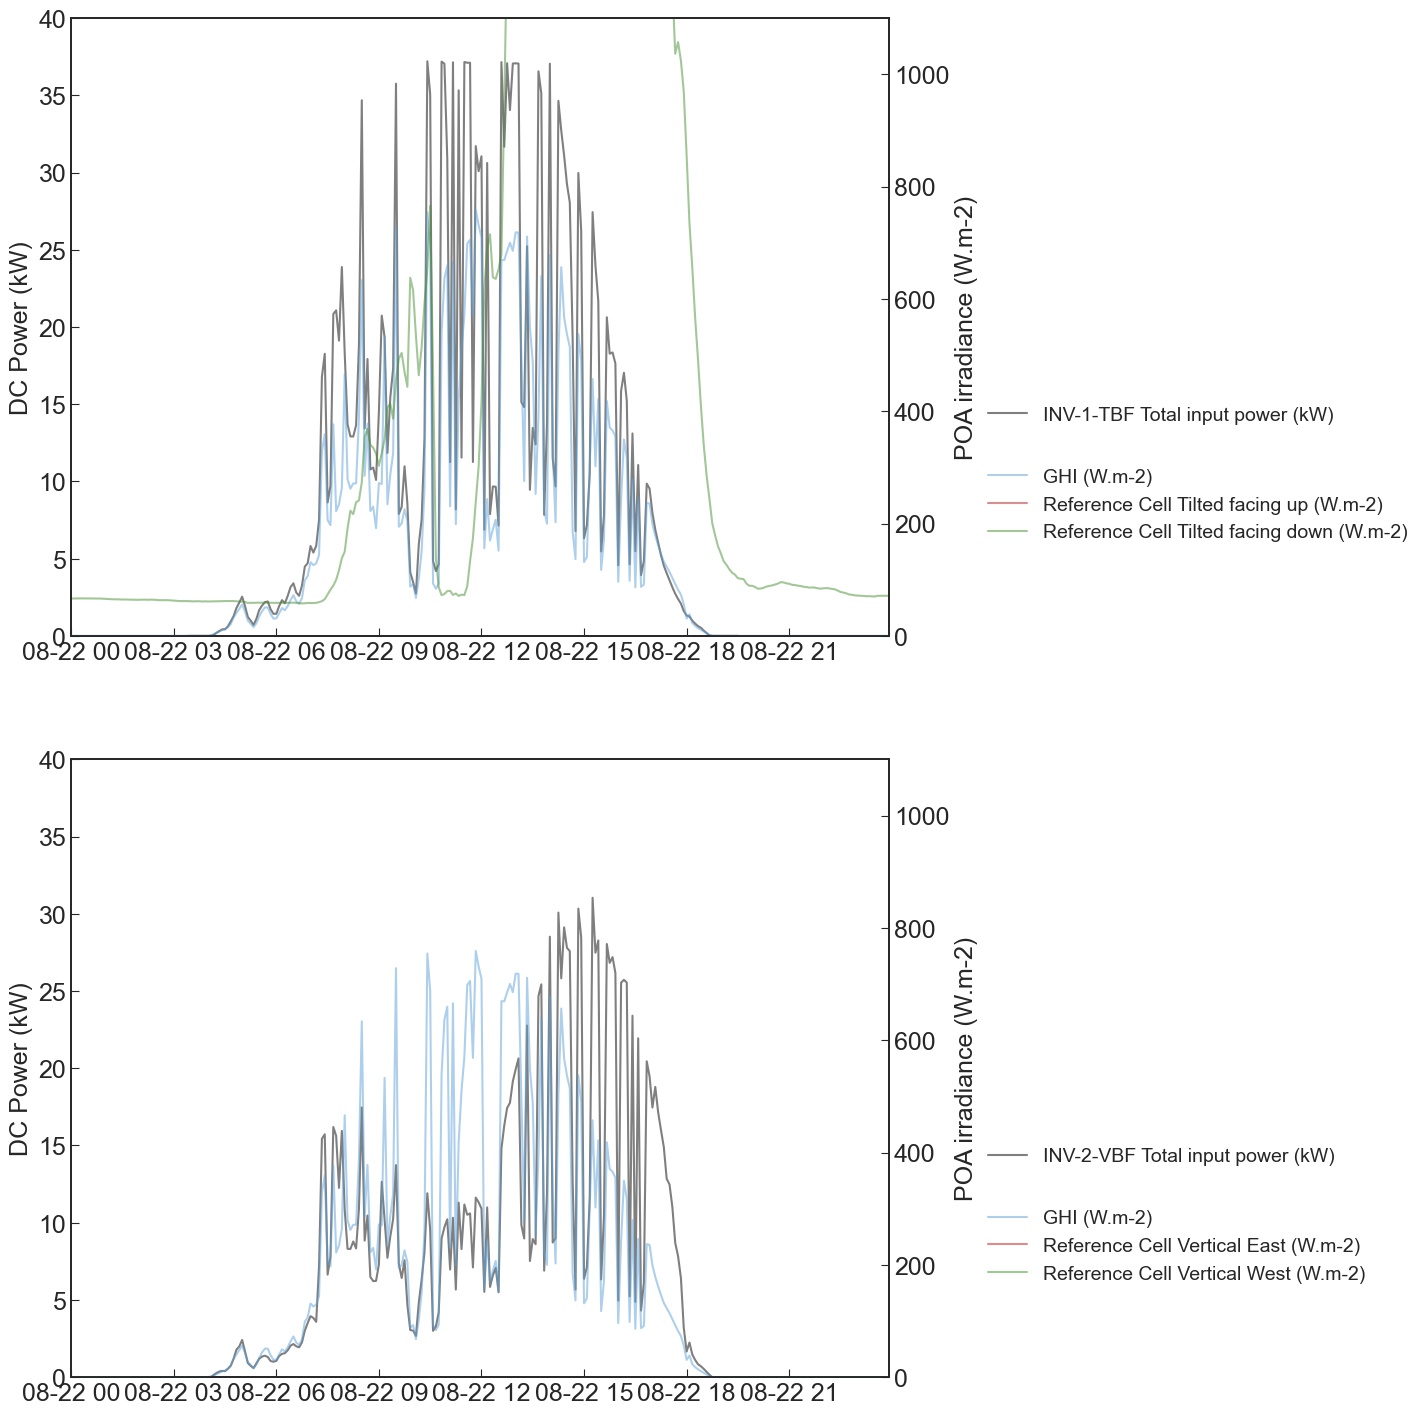 40
35
30
25
20
15
10
5
0
DC Power (kW)
1000
800
600
400
200
0
POA irradiance (W.m-2)
08-22 00 08-22 03 08-22 06 08-22 09 08-22 12 08-22 15 08-22 18 08-22 21
INV-1-TBF Total input power (kW)
GHI (W.m-2)
Reference Cell Tilted facing up (W.m-2)
Reference Cell Tilted facing down (W.m-2)
40
35
30
25
20
15
10
5
0
DC Power (kW)
1000
800
600
400
200
0
POA irradiance (W.m-2)
08-22 00 08-22 03 08-22 06 08-22 09 08-22 12 08-22 15 08-22 18 08-22 21
INV-2-VBF Total input power (kW)
GHI (W.m-2)
Reference Cell Vertical East (W.m-2)
Reference Cell Vertical West (W.m-2)